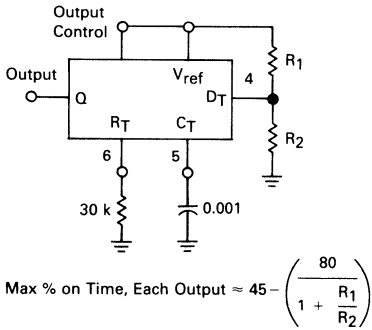 Output
Control
Output
Vref
4
R1
Q
DT
RT
CT
R2
6
5
30 k
0.001
Max % on Time, Each Output ≈ 45 − (80 / (1 + R1/R2))